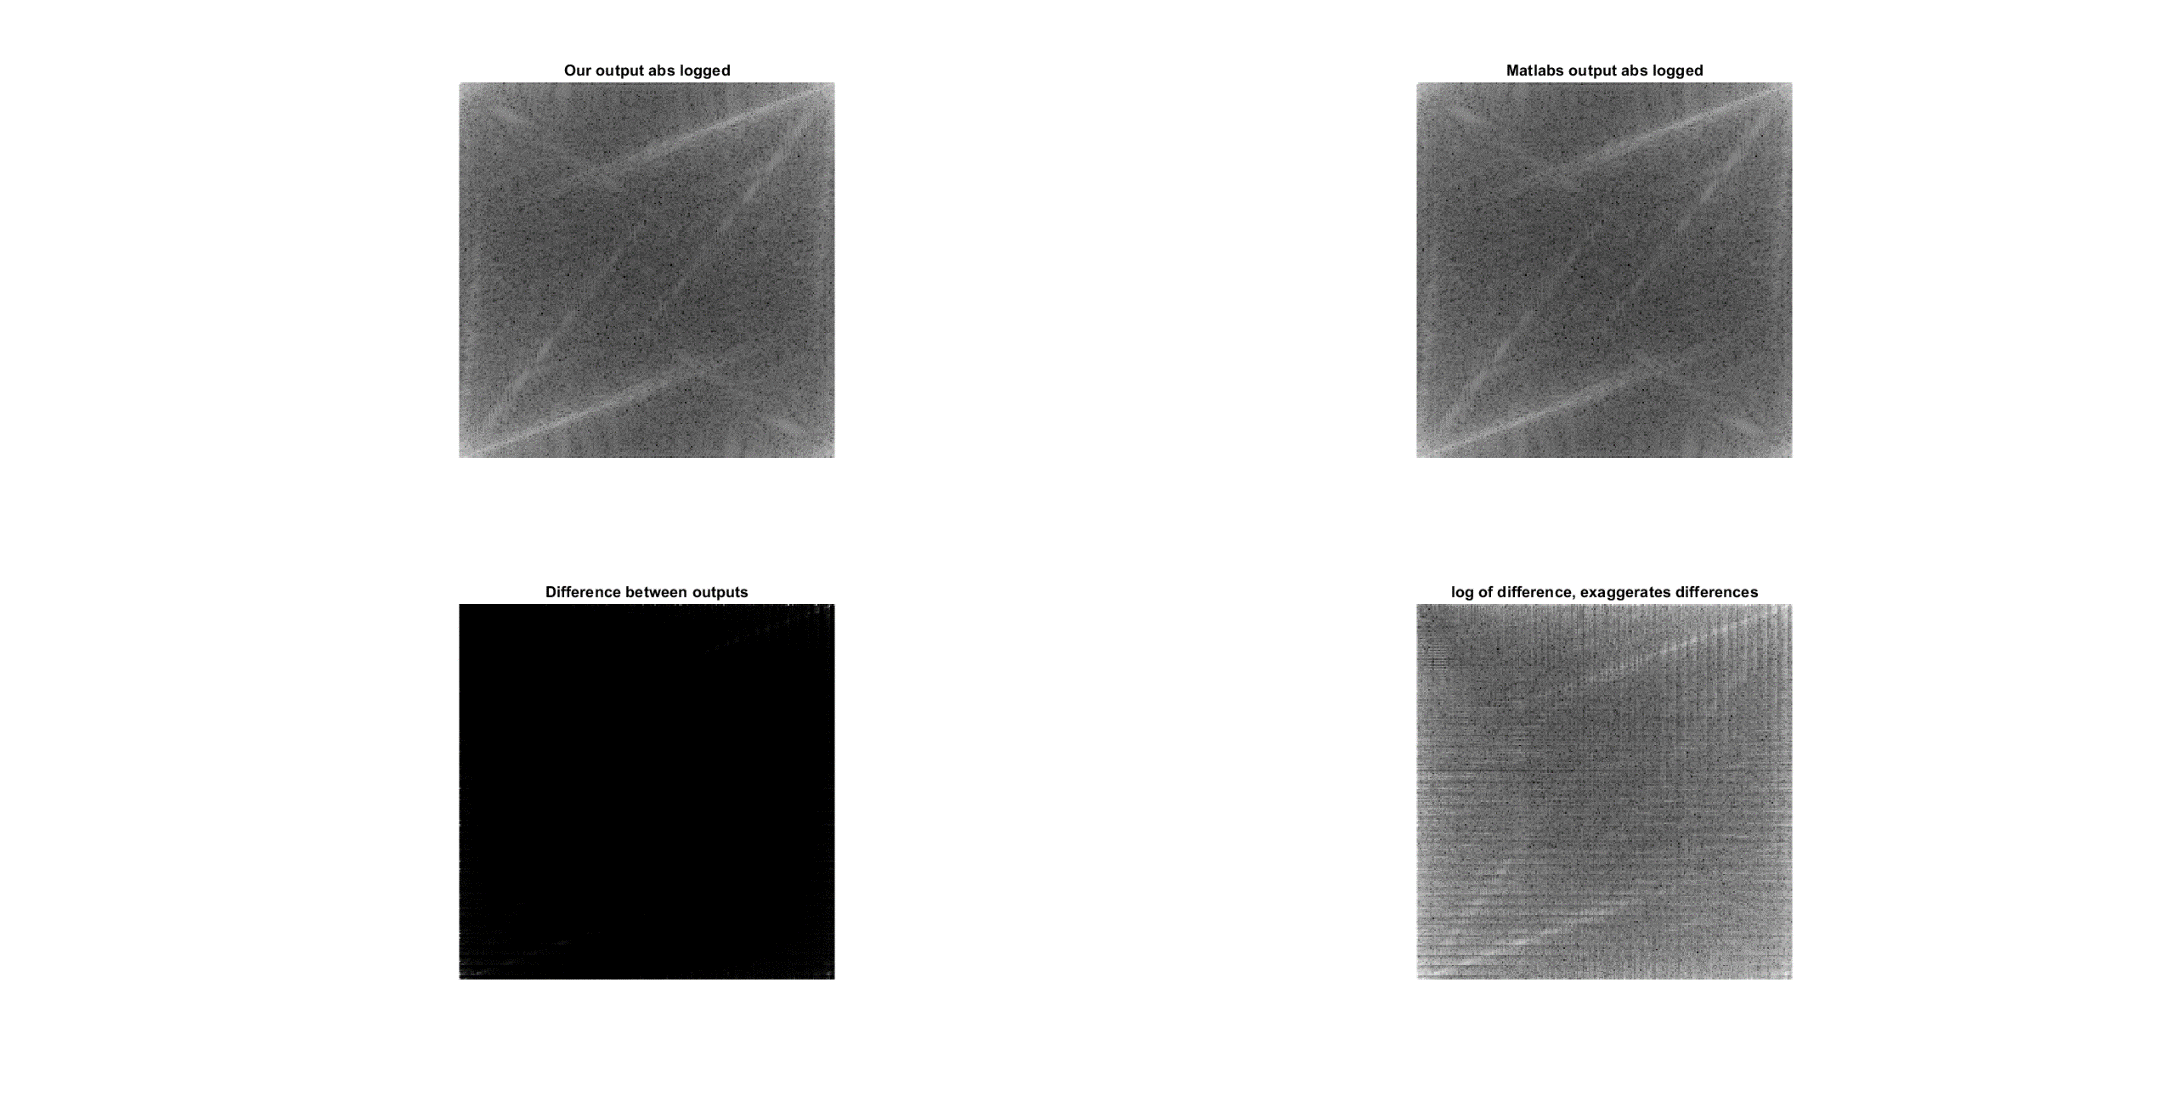 Our output abs logged
Matlabs output abs logged
Difference between outputs
log of difference, exaggerates differences